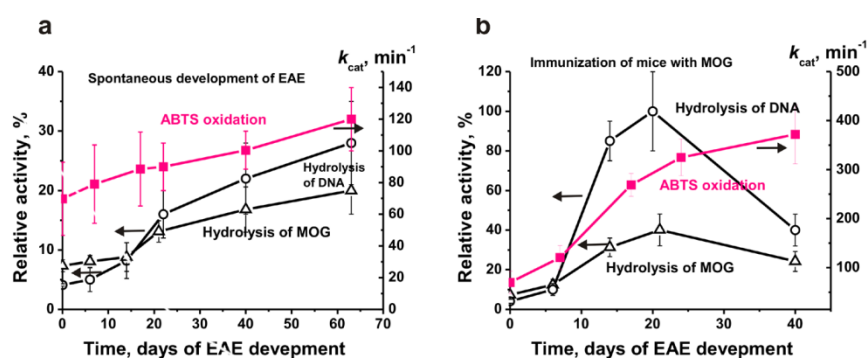 a
b
k cat, min⁻¹
k cat, min⁻¹
Spontaneous development of EAE
Immunization of mice with MOG
ABTS oxidation
Hydrolysis
of DNA
Hydrolysis of MOG
Hydrolysis of DNA
ABTS oxidation
Hydrolysis of MOG
Relative activity, %
Relative activity, %
40
30
20
10
0
140
120
100
80
60
40
20
0
0 10 20 30 40 50 60 70
Time, days of EAE devepment
120
100
80
60
40
20
0
500
400
300
200
100
0 10 20 30 40
Time, days of EAE devepment